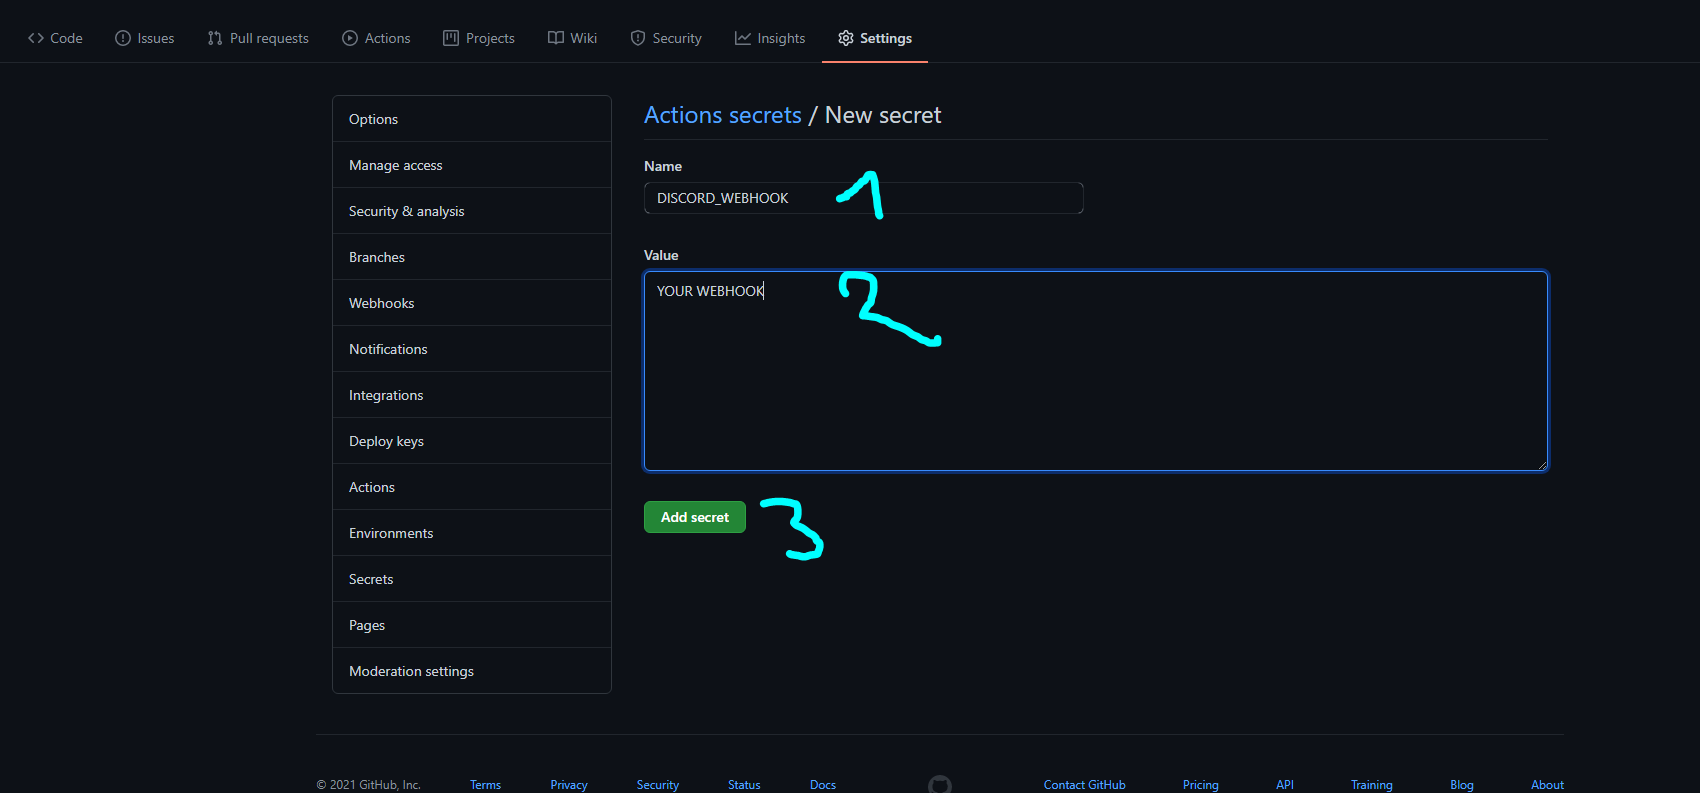 Code Issues Pull requests Actions Projects Wiki Security Insights Settings
Options
Manage access
Security & analysis
Branches
Webhooks
Notifications
Integrations
Deploy keys
Actions
Environments
Secrets
Pages
Moderation settings
Actions secrets / New secret
Name
DISCORD_WEBHOOK 1
Value
YOUR WEBHOOK 2
Add secret 3
© 2021 GitHub, Inc. Terms Privacy Security Status Docs Contact GitHub Pricing API Training Blog About